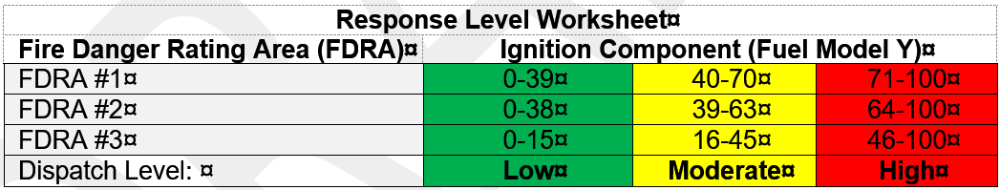 Response Level Worksheet¤
Fire Danger Rating Area (FDRA)¤ Ignition Component (Fuel Model Y)¤
FDRA #1¤ 0-39¤ 40-70¤ 71-100¤
FDRA #2¤ 0-38¤ 39-63¤ 64-100¤
FDRA #3¤ 0-15¤ 16-45¤ 46-100¤
Dispatch Level: ¤ Low¤ Moderate¤ High¤